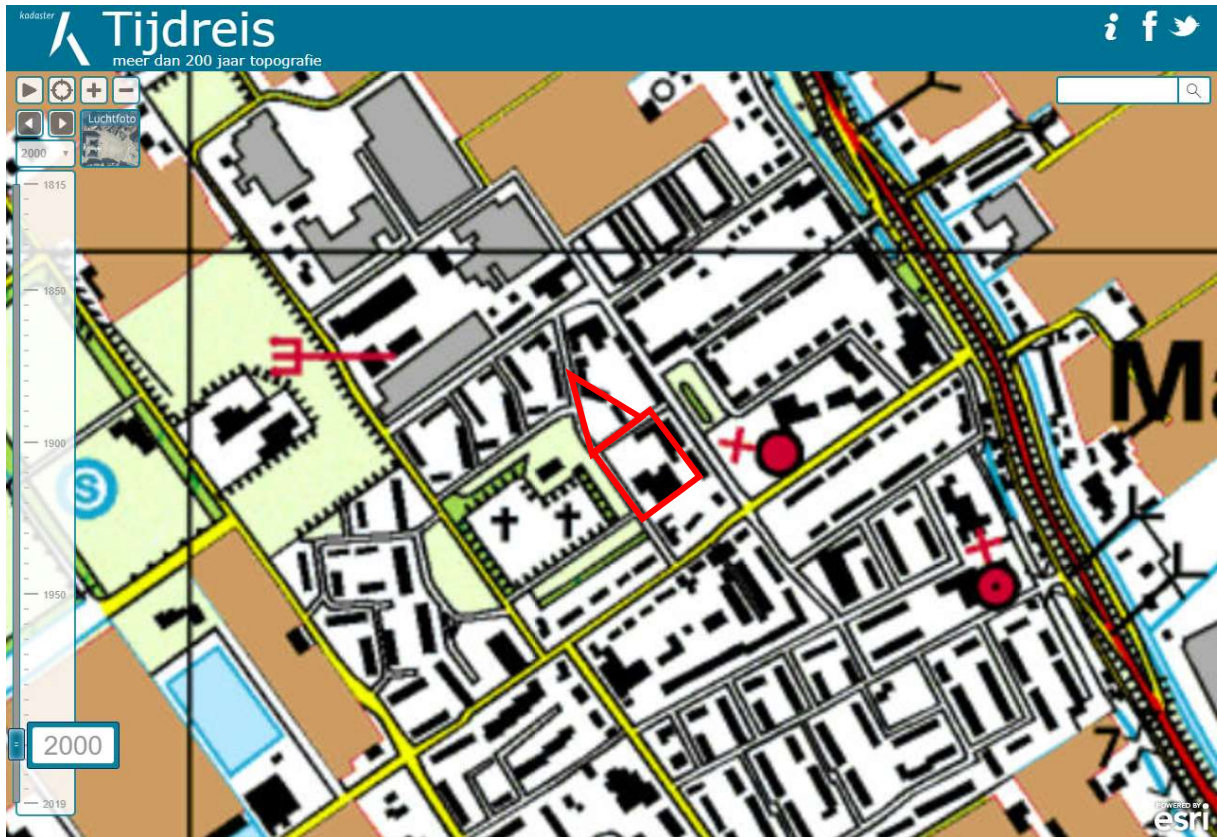 kadaster
Tijdreis
meer dan 200 jaar topografie
i f
Luchtfoto
2000
1815
1850
1900
1950
2000
2019
S
Ma
7
POWERED BY
esri